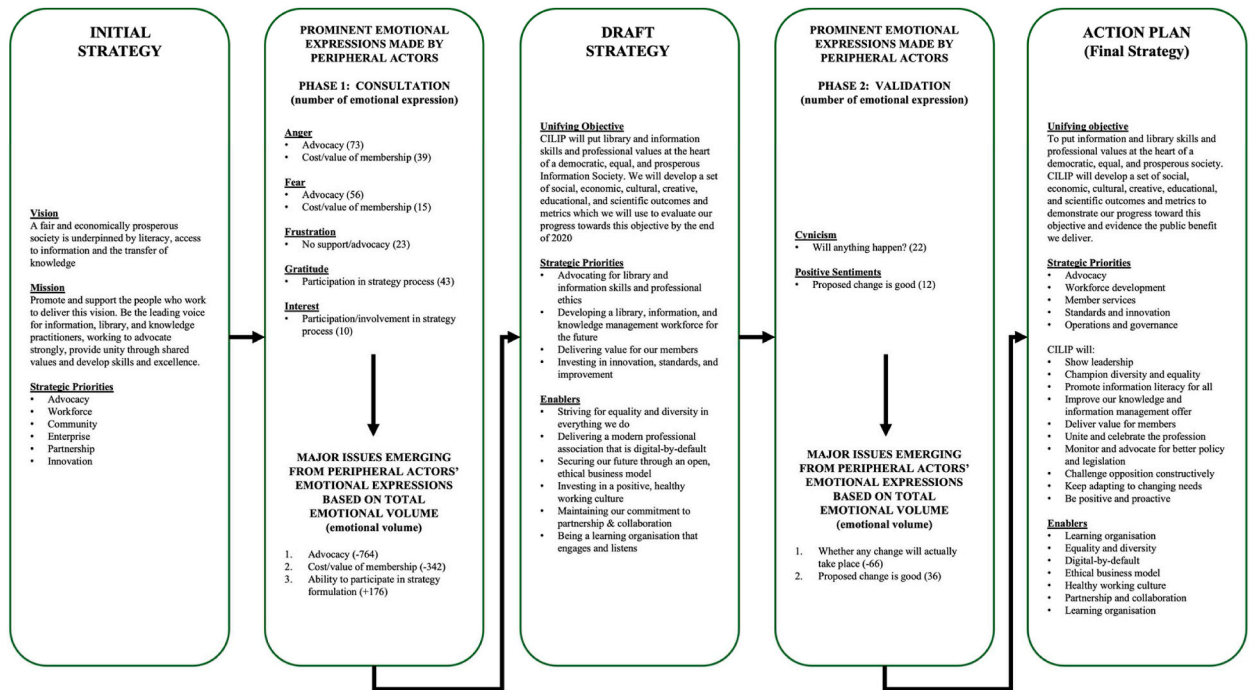 INITIAL
STRATEGY
Vision
A fair and economically prosperous
society is underpinned by literacy, access
to information and the transfer of
knowledge
Mission
Promote and support the people who work
to deliver this vision. Be the leading voice
for information, library, and knowledge
practitioners, working to advocate
strongly, provide unity through shared
values and develop skills and excellence.
Strategic Priorities
• Advocacy
• Workforce
• Community
• Enterprise
• Partnership
• Innovation
PROMINENT EMOTIONAL
EXPRESSIONS MADE BY
PERIPHERAL ACTORS
PHASE 1: CONSULTATION
(number of emotional expression)
Anger
• Advocacy (73)
• Cost/value of membership (39)
Fear
• Advocacy (56)
• Cost/value of membership (15)
Frustration
• No support/advocacy (23)
Gratitude
• Participation in strategy process (43)
Interest
• Participation/involvement in strategy
process (10)
MAJOR ISSUES EMERGING
FROM PERIPHERAL ACTORS'
EMOTIONAL EXPRESSIONS
BASED ON TOTAL
EMOTIONAL VOLUME
(emotional volume)
1. Advocacy (-764)
2. Cost/value of membership (-342)
3. Ability to participate in strategy
formulation (+176)
DRAFT
STRATEGY
Unifying Objective
CILIP will put library and information
skills and professional values at the heart
of a democratic, equal, and prosperous
Information Society. We will develop a set
of social, economic, cultural, creative,
educational, and scientific outcomes and
metrics which we will use to evaluate our
progress towards this objective by the end
of 2020
Strategic Priorities
• Advocating for library and
information skills and professional
ethics
• Developing a library, information, and
knowledge management workforce for
the future
• Delivering value for our members
• Investing in innovation, standards, and
improvement
Enablers
• Striving for equality and diversity in
everything we do
• Delivering a modern professional
association that is digital-by-default
• Securing our future through an open,
ethical business model
• Investing in a positive, healthy
working culture
• Maintaining our commitment to
partnership & collaboration
• Being a learning organisation that
engages and listens
PROMINENT EMOTIONAL
EXPRESSIONS MADE BY
PERIPHERAL ACTORS
PHASE 2: VALIDATION
(number of emotional expression)
Cynicism
• Will anything happen? (22)
Positive Sentiments
• Proposed change is good (12)
MAJOR ISSUES EMERGING
FROM PERIPHERAL ACTORS'
EMOTIONAL EXPRESSIONS
BASED ON TOTAL
EMOTIONAL VOLUME
(emotional volume)
1. Whether any change will actually
take place (-66)
2. Proposed change is good (36)
ACTION PLAN
(Final Strategy)
Unifying objective
To put information and library skills and
professional values at the heart of a
democratic, equal, and prosperous society.
CILIP will develop a set of social,
economic, cultural, creative, educational,
and scientific outcomes and metrics to
demonstrate our progress toward this
objective and evidence the public benefit
we deliver.
Strategic Priorities
• Advocacy
• Workforce development
• Member services
• Standards and innovation
• Operations and governance
CILIP will:
• Show leadership
• Champion diversity and equality
• Promote information literacy for all
• Improve our knowledge and
information management offer
• Deliver value for members
• Unite and celebrate the profession
• Monitor and advocate for better policy
and legislation
• Challenge opposition constructively
• Keep adapting to changing needs
• Be positive and proactive
Enablers
• Learning organisation
• Equality and diversity
• Digital-by-default
• Ethical business model
• Healthy working culture
• Partnership and collaboration
• Learning organisation